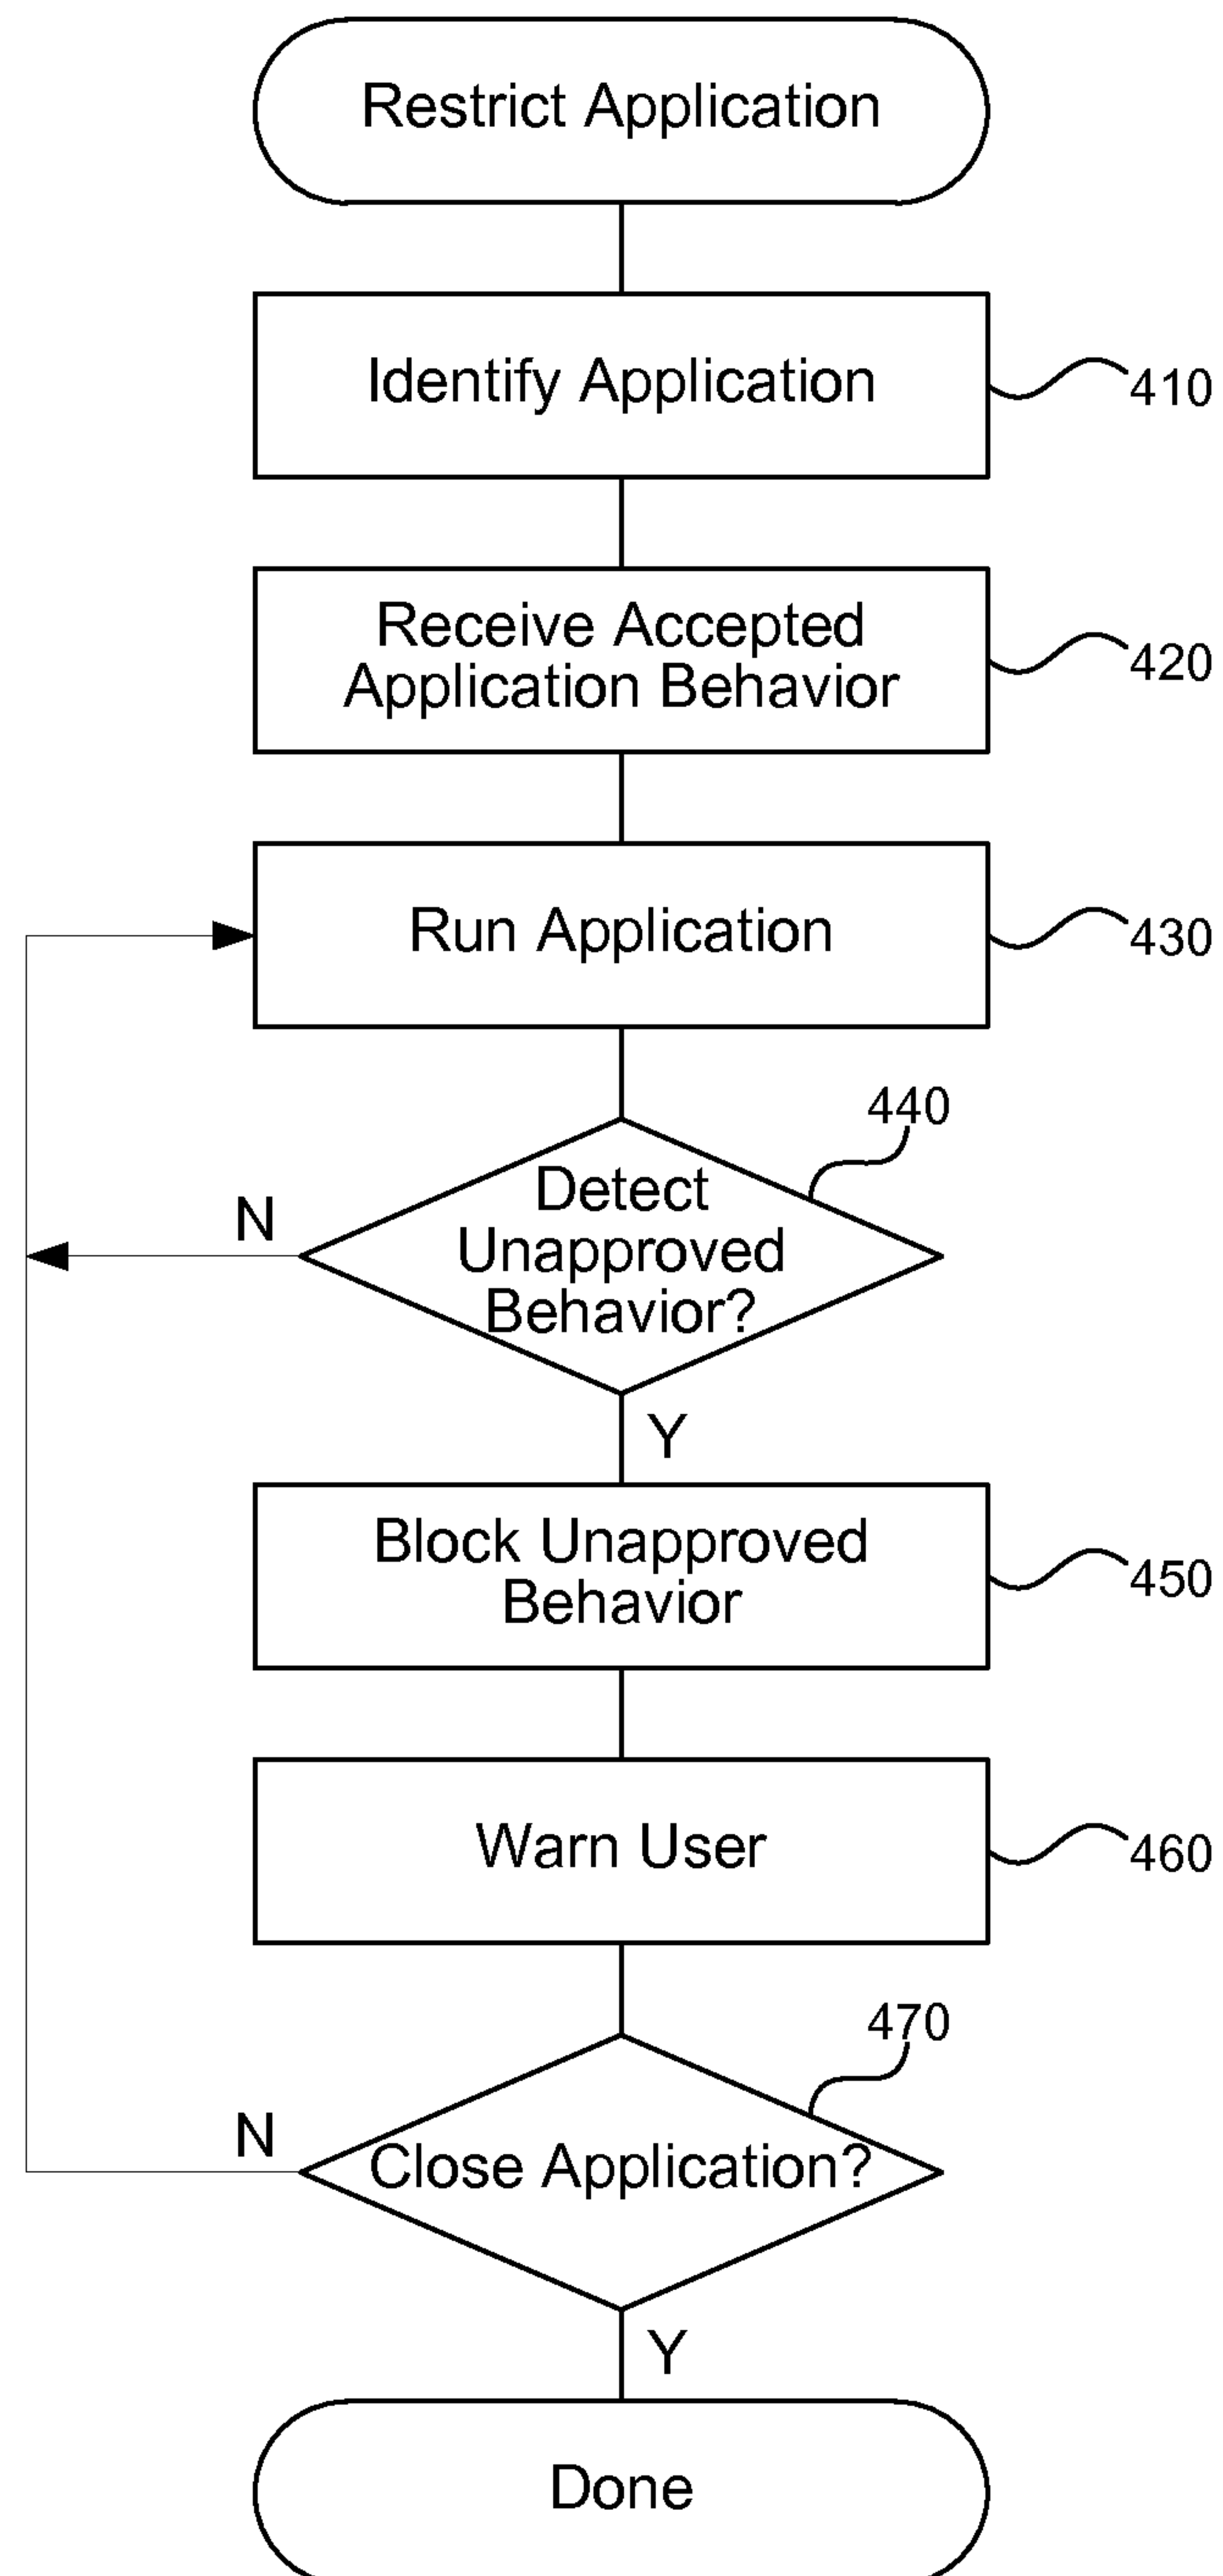 Restrict Application
Identify Application
410
Receive Accepted
Application Behavior
420
Run Application
430
440
Detect
Unapproved
Behavior?
N
Y
Block Unapproved
Behavior
450
Warn User
460
470
Close Application?
N
Y
Done